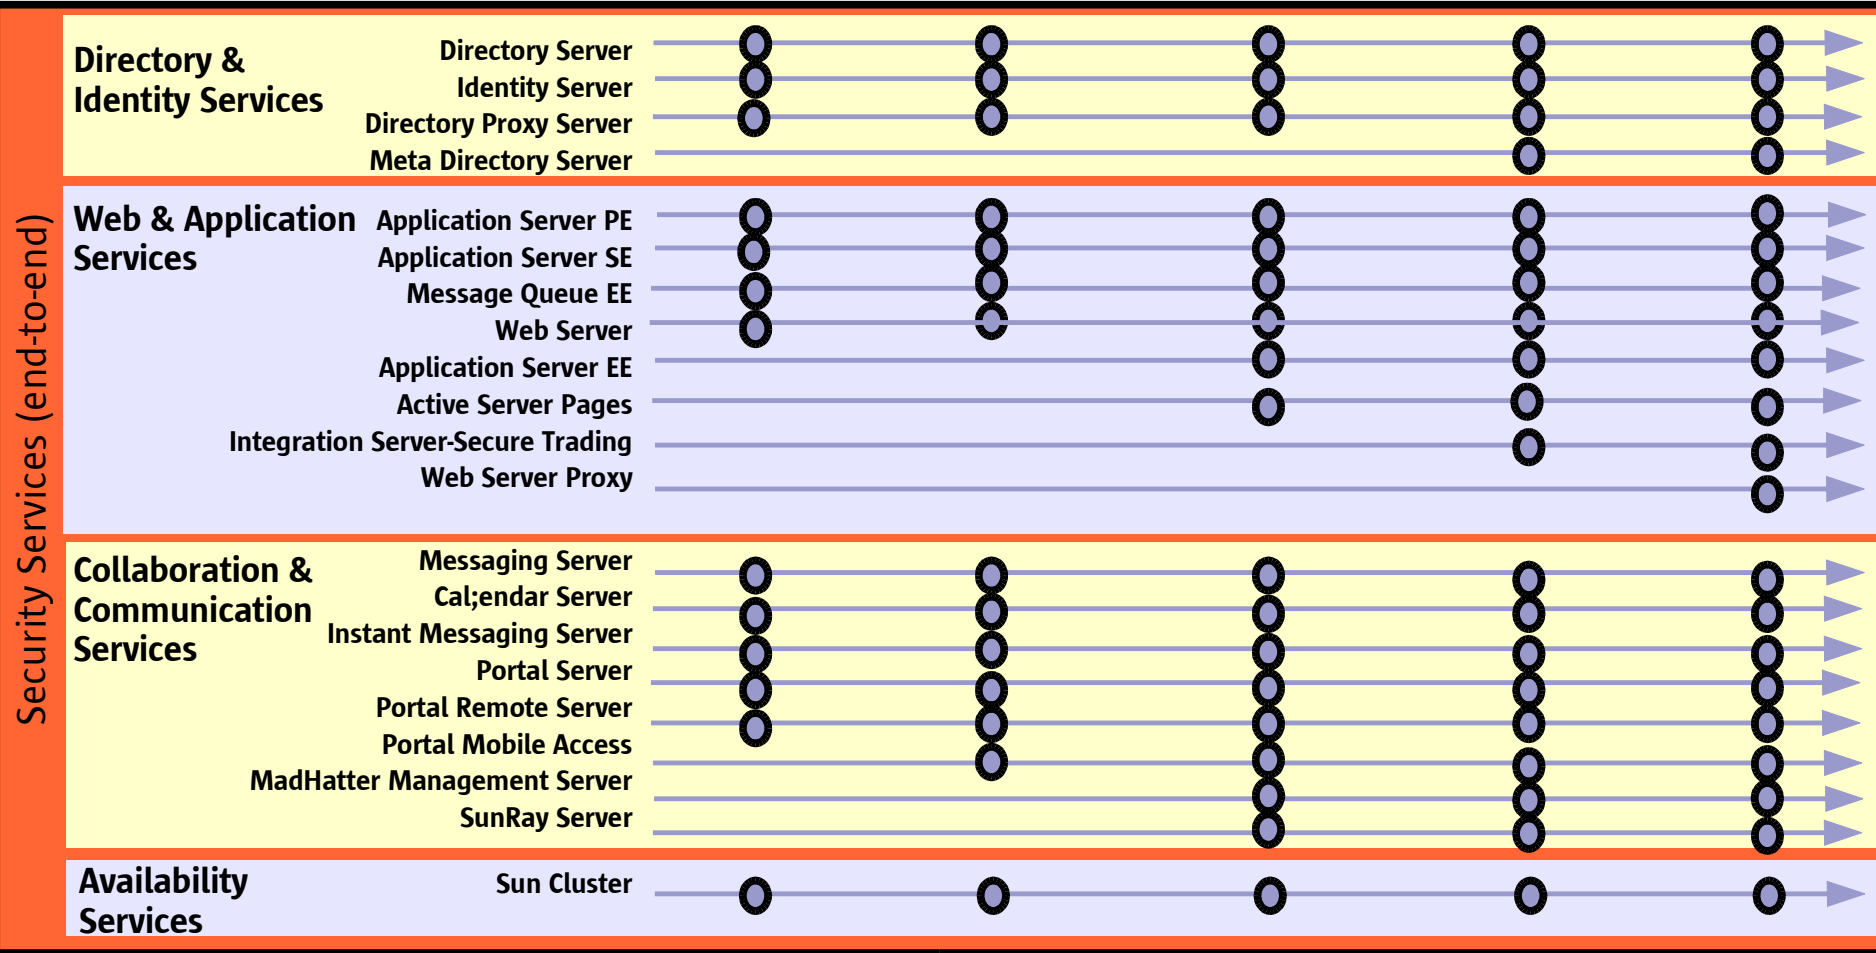 Security Services (end-to-end)
Directory &
Identity Services
Directory Server
Identity Server
Directory Proxy Server
Meta Directory Server
Web & Application
Services
Application Server PE
Application Server SE
Message Queue EE
Web Server
Application Server EE
Active Server Pages
Integration Server-Secure Trading
Web Server Proxy
Collaboration &
Communication
Services
Messaging Server
Cal;endar Server
Instant Messaging Server
Portal Server
Portal Remote Server
Portal Mobile Access
MadHatter Management Server
SunRay Server
Availability
Services
Sun Cluster